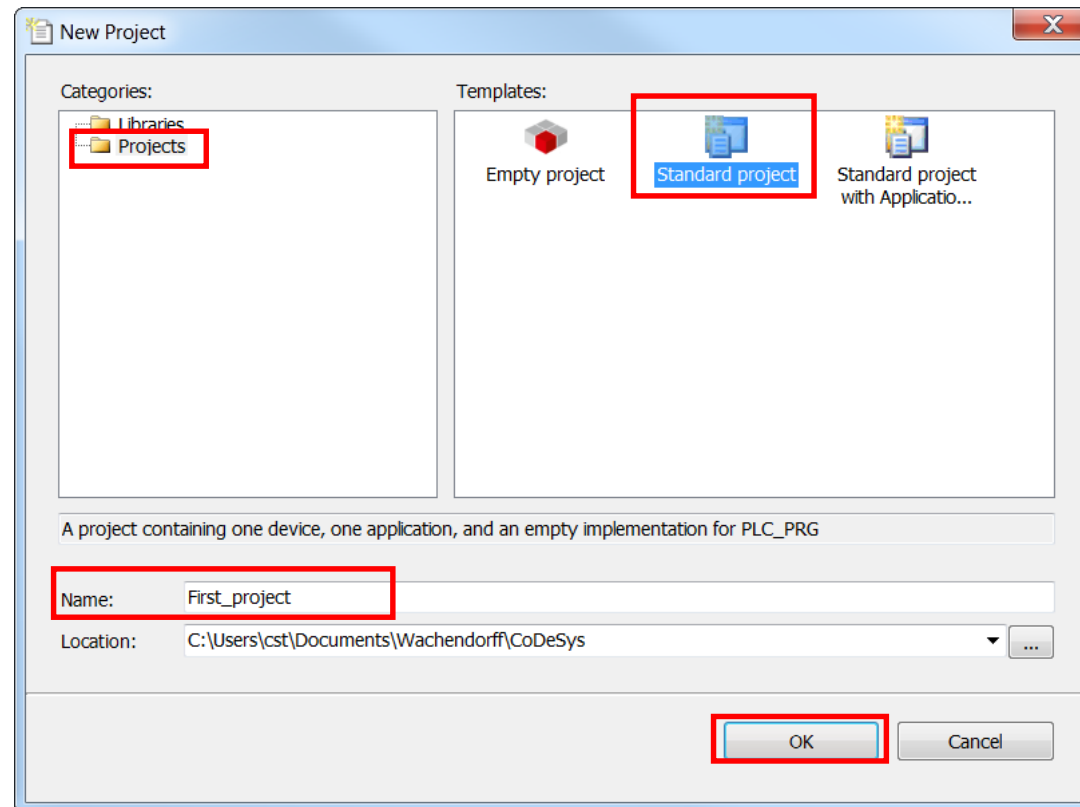 New Project
Categories:
Templates:
Libraries
Projects
Empty project
Standard project
Standard project
with Applicatio...
A project containing one device, one application, and an empty implementation for PLC_PRG
Name:
First_project
Location:
C:\Users\cst\Documents\Wachendorff\CoDeSys
...
OK
Cancel